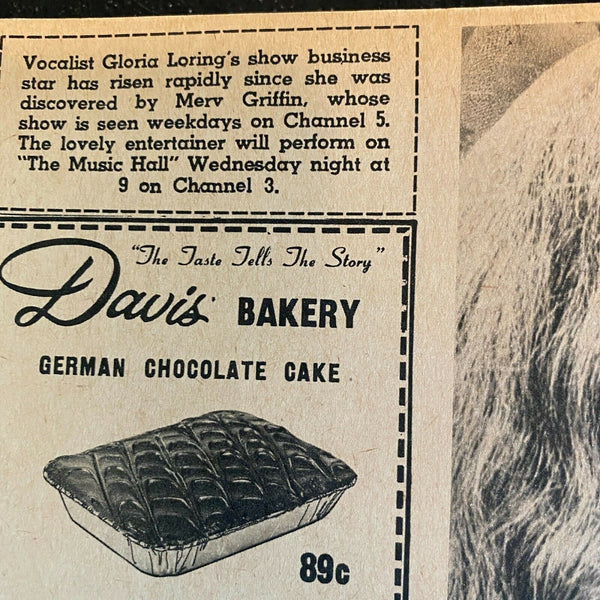 Vocalist Gloria Loring's show business
star has risen rapidly since she was
discovered by Merv Griffin, whose
show is seen weekdays on Channel 5.
The lovely entertainer will perform on
"The Music Hall" Wednesday night at
9 on Channel 3.
"The Taste Tells The Story"
Davis' BAKERY
GERMAN CHOCOLATE CAKE
89c